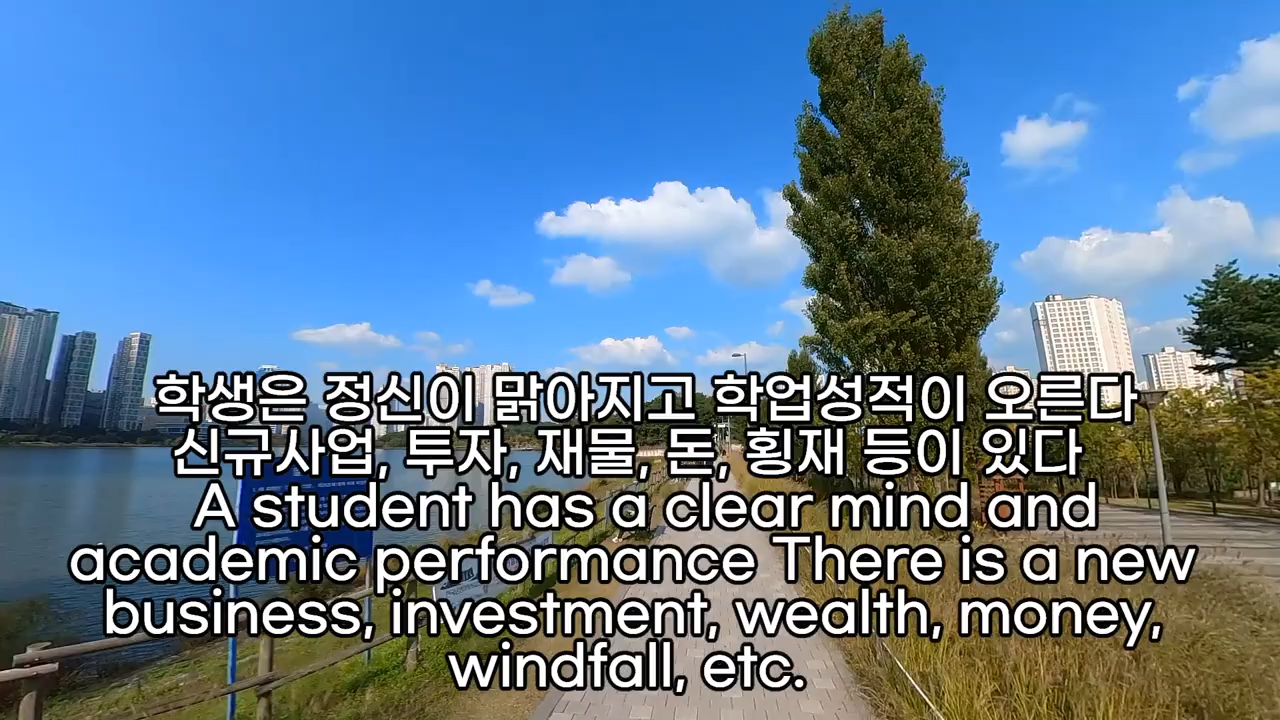 학생은 정신이 맑아지고 학업성적이 오른다
신규사업, 투자, 재물, 돈, 횡재 등이 있다
A student has a clear mind and
academic performance There is a new
business, investment, wealth, money,
windfall, etc.